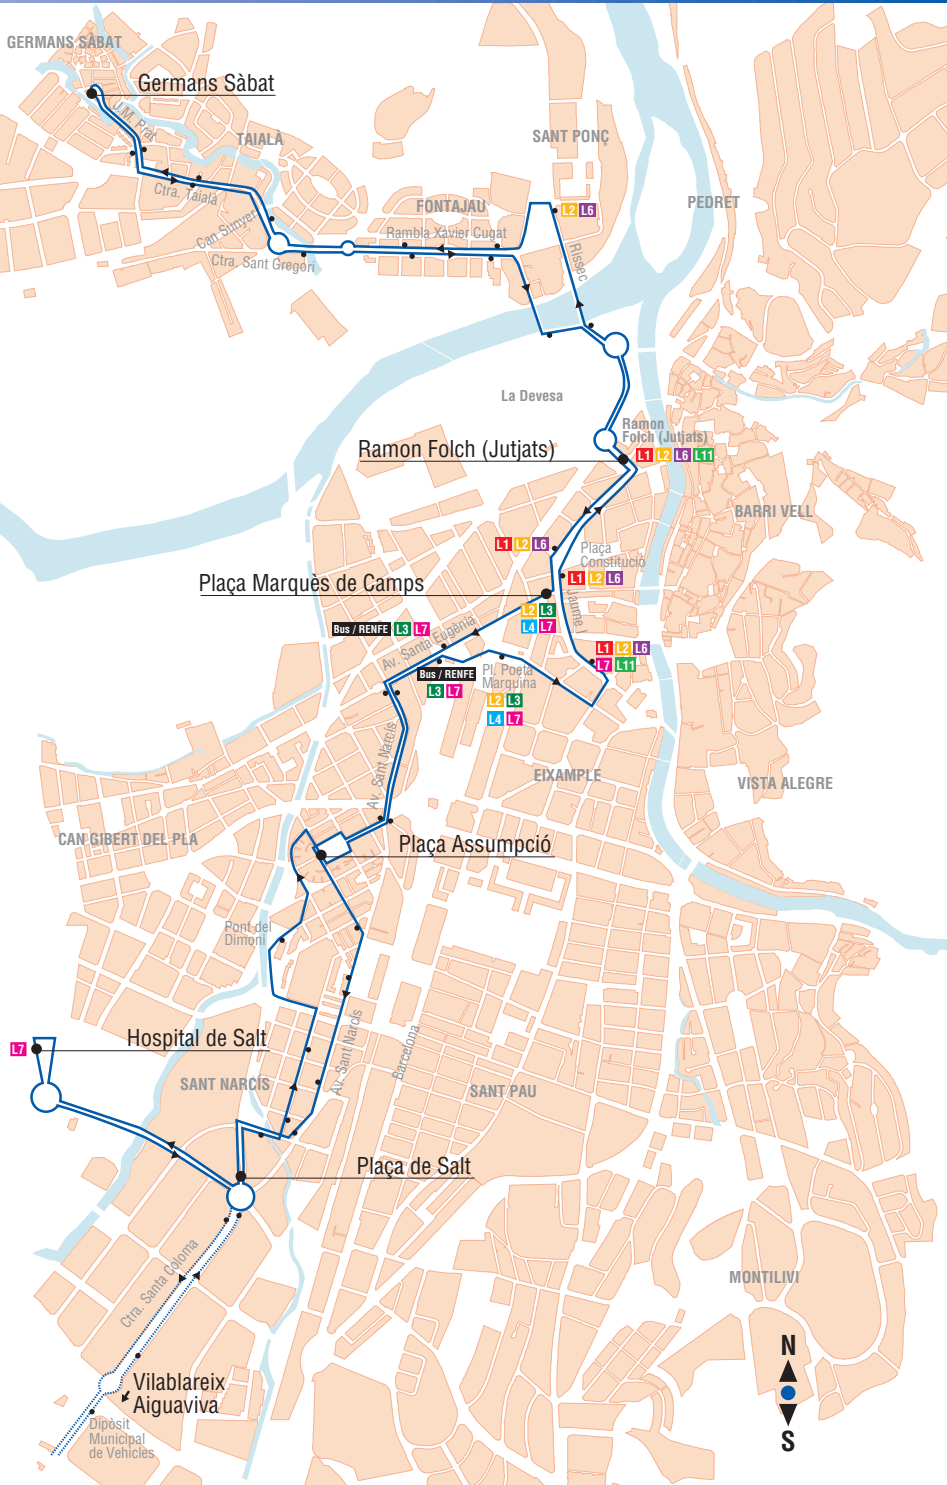 GERMANS SÀBAT
Germans Sàbat
J.M. Prat
TAIALÀ
SANT PONÇ
Ctra. Taialà
FONTAJAU
L2 L6
PEDRET
Can Sunyer
Rambla Xavier Cugat
Ctra. Sant Gregori
Rissec
La Devesa
Ramon
Folch (Jutjats)
Ramon Folch (Jutjats)
L1 L2 L6 L11
BARRI VELL
L1 L2 L6
Plaça
Constitució
L1 L2 L6
Plaça Marquès de Camps
Jaume I
L2 L3
L4 L7
Bus / RENFE L3 L7
Av. Santa Eugènia
L1 L2 L6
L7 L11
Bus / RENFE
L3 L7
Pl. Poeta
Marquina
L2 L3
L4 L7
Av. Sant Narcís
EIXAMPLE
VISTA ALEGRE
CAN GIBERT DEL PLA
Plaça Assumpció
Pont del
Dimoni
Hospital de Salt
L7
Av. Sant Narcís
Barcelona
SANT NARCÍS
SANT PAU
Plaça de Salt
Ctra. Santa Coloma
MONTILIVI
N
S
Vilablareix
Aiguaviva
Dipòsit
Municipal
de Vehicles